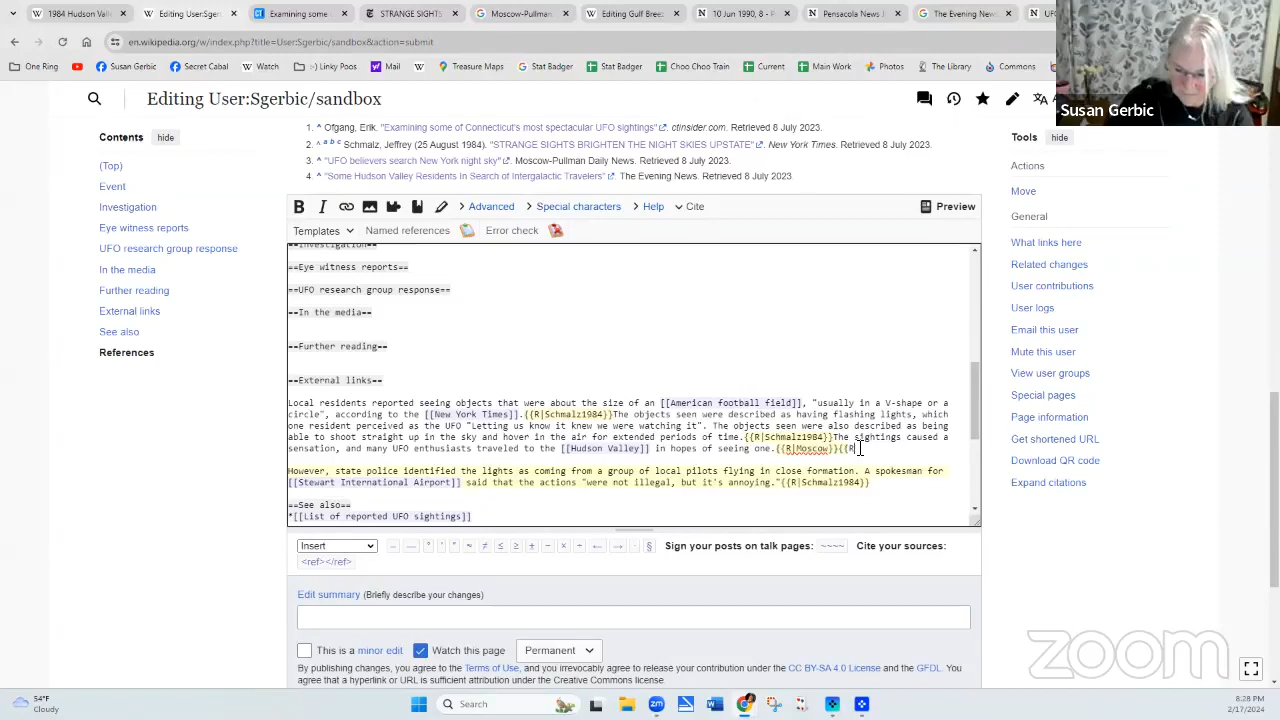 1984 Hudson Valle
Wikipedia
Examining some of
STRANGE SIGHTS
Moscow-Pullman
Editing Gulf Bree
10 Jun 1990, 8 - P
Pensacola News J
The Evening New
UFO
en.wikipedia.org/w/index.php?title=User:Sgerbic/sandbox&action=submit
One Ring
Susan Gerbic
Secret Cabal
Watch
:-) Linky Poo
Mail
Treasure Maps
Stat Badger
Stat Badger
Choo Choo Train
Current
Main Work
Photos
The Library
Commons
Editing User:Sgerbic/sandbox
Susan Gerbic
Contents hide
(Top)
Event
Investigation
Eye witness reports
UFO research group response
In the media
Further reading
External links
See also
References
1. ^ Ofgang, Erik. "Examining some of Connecticut's most spectacular UFO sightings". ctinsider.com. Retrieved 8 July 2023.
2. ^ a b c Schmalz, Jeffrey (25 August 1984). "STRANGE SIGHTS BRIGHTEN THE NIGHT SKIES UPSTATE". New York Times. Retrieved 8 July 2023.
3. ^ "UFO believers search New York night sky". Moscow-Pullman Daily News. Retrieved 8 July 2023.
4. ^ "Some Hudson Valley Residents In Search of Intergalactic Travelers". The Evening News. Retrieved 8 July 2023.
B I Advanced Special characters Help Cite Preview
Templates Named references Error check
==Investigation==
==Eye witness reports==
==UFO research group response==
==In the media==
==Further reading==
==External links==
Local residents reported seeing objects that were about the size of an [[American football field]], "usually in a V-shape or a
circle", according to the [[New York Times]].{{R|Schmalz1984}}The objects seen were described as having flashing lights, which
one resident perceived as the UFO "Letting us know we were watching it". The objects seen were also described as being
able to shoot straight up in the sky and hover in the air for extended periods of time.{{R|Schmalz1984}}The sightings caused a
sensation, and many UFO enthusiasts traveled to the [[Hudson Valley]] in hopes of seeing one.{{R|Moscow}}{{R
However, state police identified the lights as coming from a group of local pilots flying in close formation. A spokesman for
[[Stewart International Airport]] said that the actions "were not illegal, but it's annoying."{{R|Schmalz1984}}
==See also==
*[[List of reported UFO sightings]]
Insert – — ° ′ ″ ≈ ≠ ≤ ≥ ± − × ÷ ← → · § Sign your posts on talk pages: ~~~~ Cite your sources:
<ref></ref>
Edit summary (Briefly describe your changes)
This is a minor edit Watch this page Permanent
By publishing changes, you agree to the Terms of Use, and you irrevocably agree to release your contribution under the CC BY-SA 4.0 License and the GFDL. You
agree that a hyperlink or URL is sufficient attribution under the Creative Commons license.
Tools hide
Actions
Move
General
What links here
Related changes
User contributions
User logs
Email this user
Mute this user
View user groups
Special pages
Page information
Get shortened URL
Download QR code
Expand citations
zoom
54°F
Cloudy
Search
8:28 PM
2/17/2024